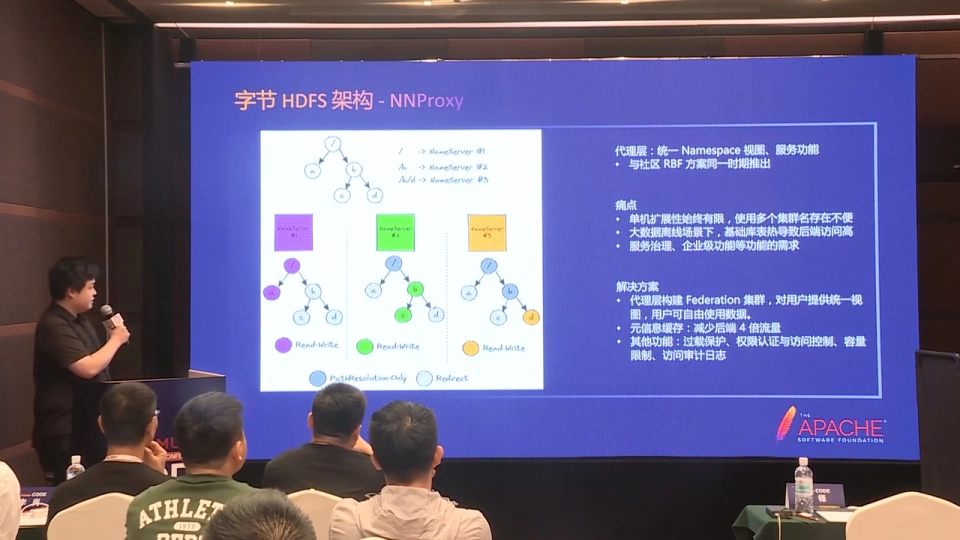 字节 HDFS 架构 - NNProxy
/ -> NameServer #1
/b -> NameServer #2
/b/d -> NameServer #3
/
a
b
c
d
NameServer
#1
NameServer
#2
NameServer
#3
/
a
b
c
d
/
a
b
c
d
/
a
b
c
d
Read-Write
Read-Write
Read-Write
PathResolution-Only
Redirect
代理层：统一 Namespace 视图、服务功能
• 与社区 RBF 方案同一时期推出
痛点
• 单机扩展性始终有限，使用多个集群名存在不便
• 大数据离线场景下，基础库表热导致后端访问高
• 服务治理、企业级功能等功能的需求
解决方案
• 代理层构建 Federation 集群，对用户提供统一视
图，用户可自由使用数据。
• 元信息缓存：减少后端 4 倍流量
• 其他功能：过载保护、权限认证与访问控制、容量
限制、访问审计日志
THE
APACHE
SOFTWARE FOUNDATION
ATHLET
1972
CODE
CODE